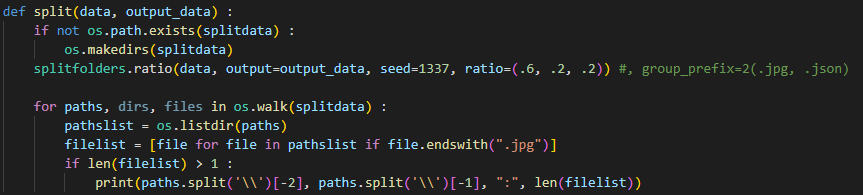 def split(data, output_data) :
    if not os.path.exists(splitdata) :
        os.makedirs(splitdata)
    splitfolders.ratio(data, output=output_data, seed=1337, ratio=(.6, .2, .2)) #, group_prefix=2(.jpg, .json)

    for paths, dirs, files in os.walk(splitdata) :
        pathslist = os.listdir(paths)
        filelist = [file for file in pathslist if file.endswith(".jpg")]
        if len(filelist) > 1 :
            print(paths.split('\\')[-2], paths.split('\\')[-1], ":", len(filelist))